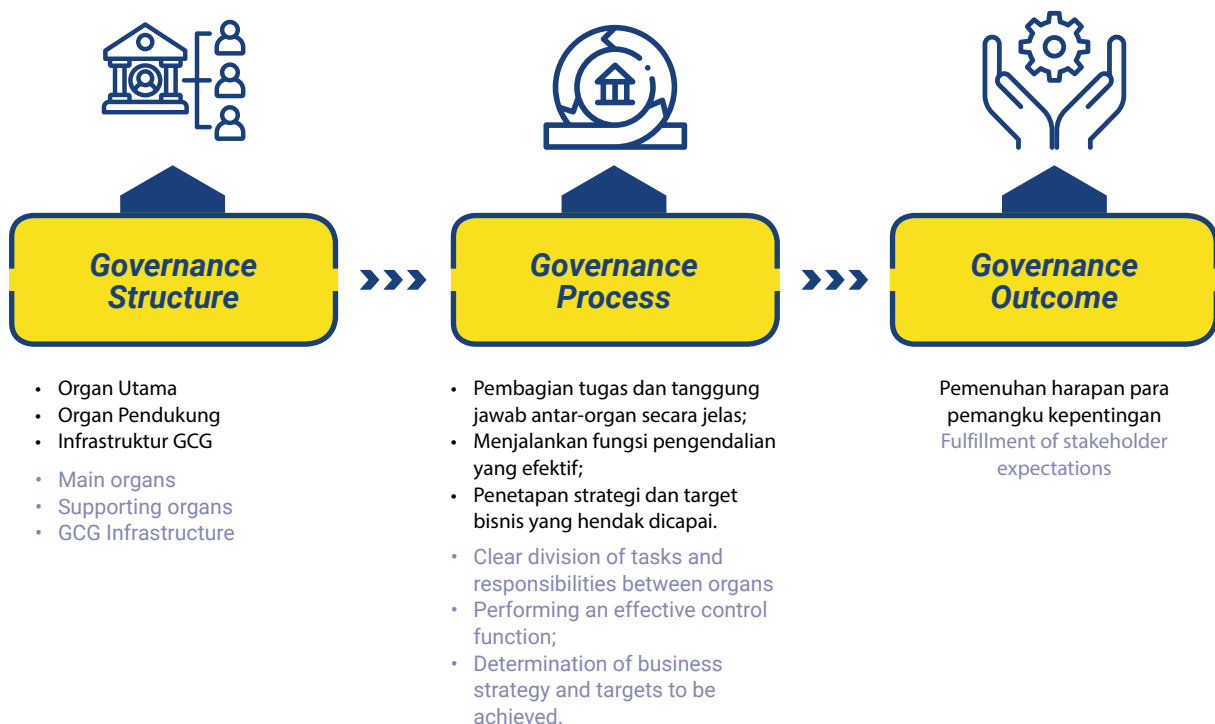 Governance
Structure
• Organ Utama
• Organ Pendukung
• Infrastruktur GCG
• Main organs
• Supporting organs
• GCG Infrastructure
Governance
Process
• Pembagian tugas dan tanggung
jawab antar-organ secara jelas;
• Menjalankan fungsi pengendalian
yang efektif;
• Penetapan strategi dan target
bisnis yang hendak dicapai.
• Clear division of tasks and
responsibilities between organs
• Performing an effective control
function;
• Determination of business
strategy and targets to be
achieved.
Governance
Outcome
Pemenuhan harapan para
pemangku kepentingan
Fulfillment of stakeholder
expectations